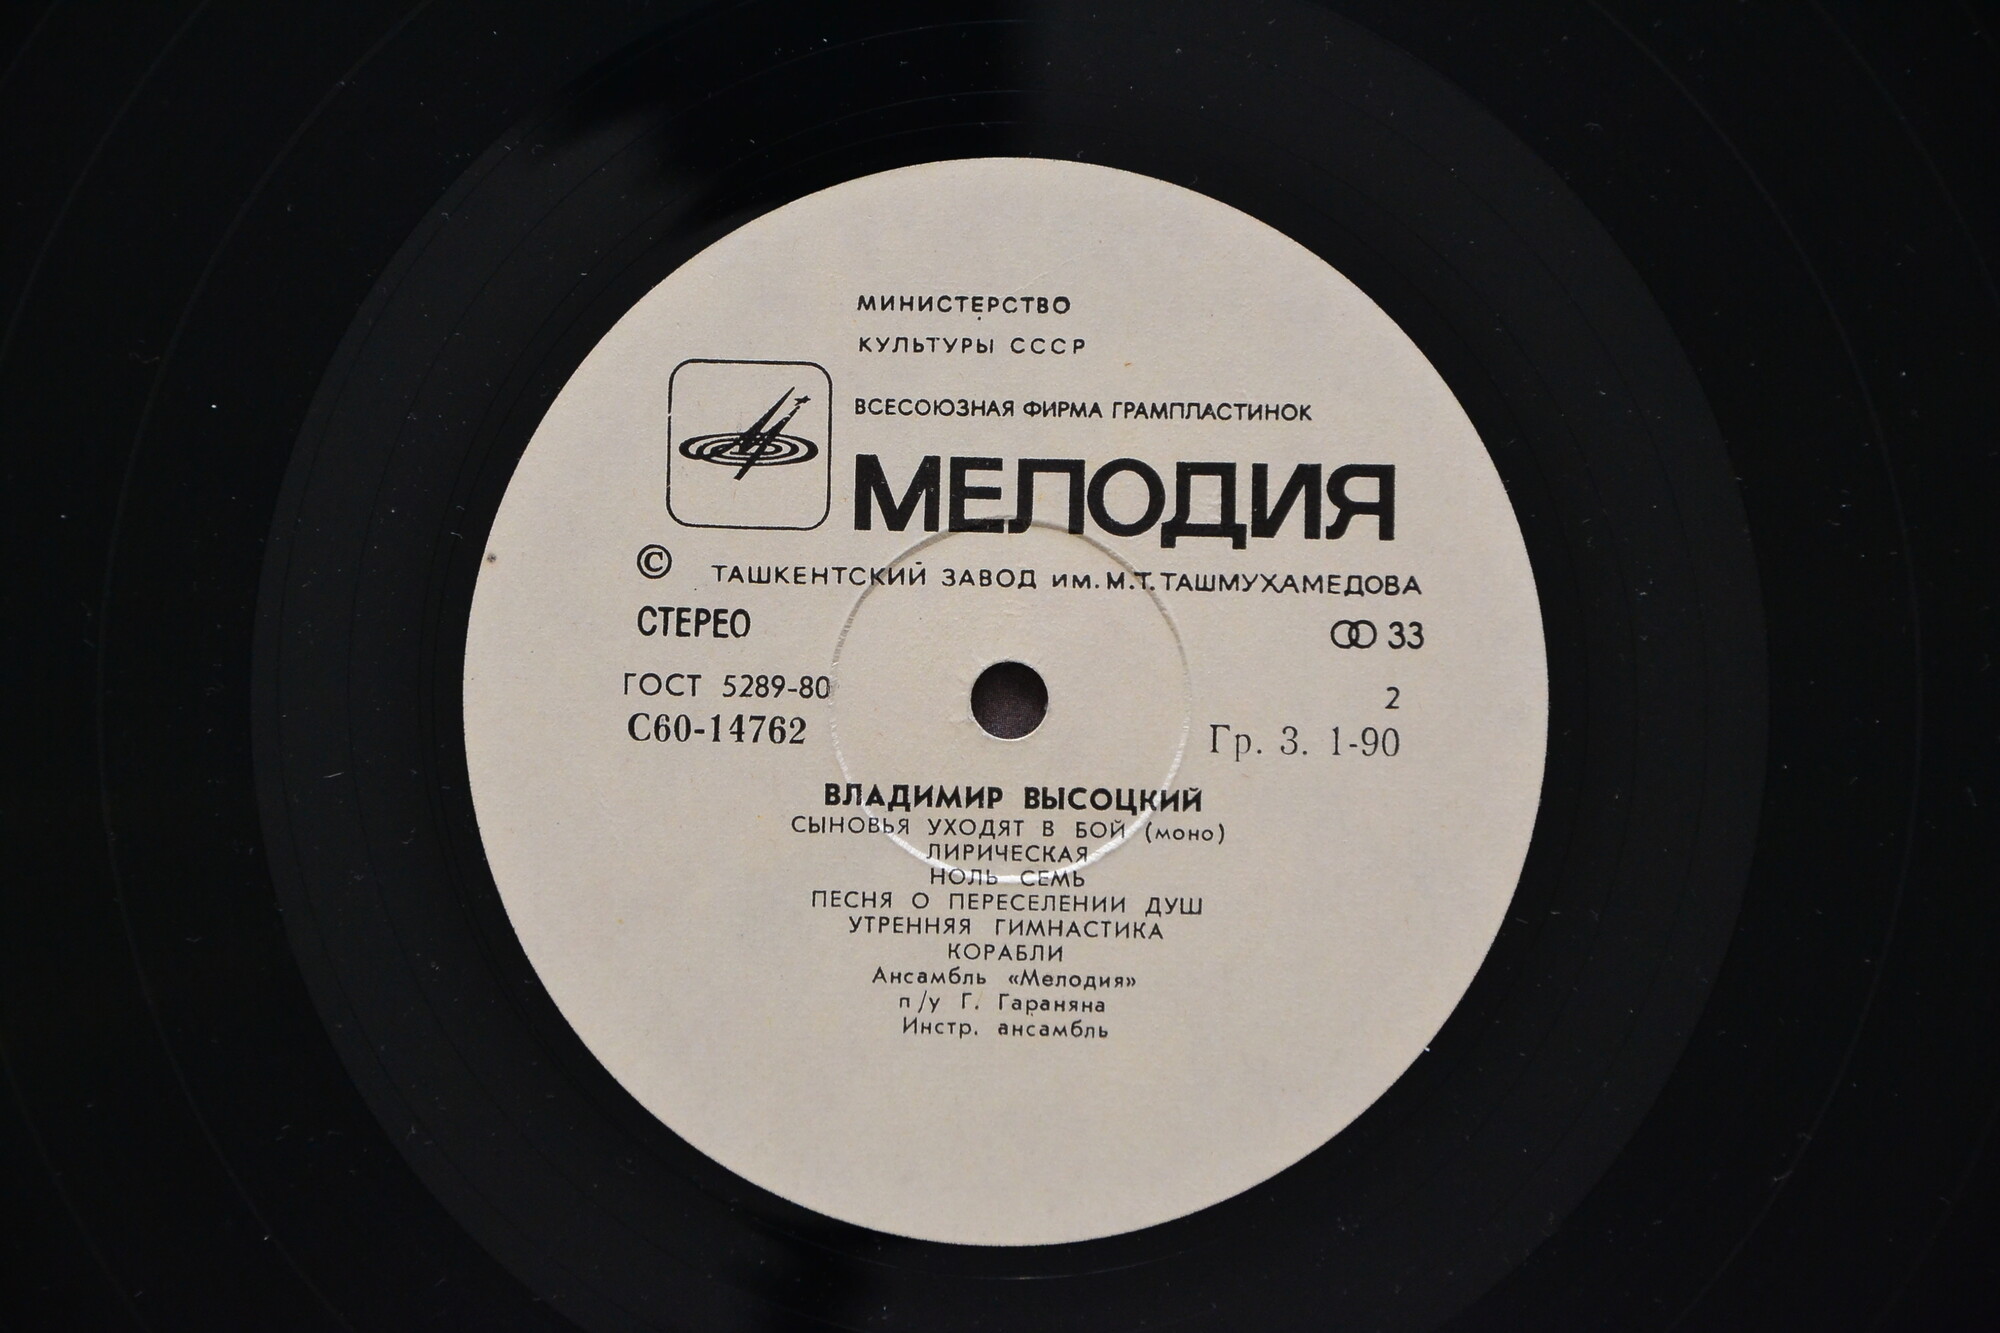 МИНИСТЕРСТВО
КУЛЬТУРЫ СССР
ВСЕСОЮЗНАЯ ФИРМА ГРАМПЛАСТИНОК
МЕЛОДИЯ
© ТАШКЕНТСКИЙ ЗАВОД им. М.Т. ТАШМУХАМЕДОВА
СТЕРЕО 33
ГОСТ 5289-80 2
С60-14762 Гр. 3. 1-90
ВЛАДИМИР ВЫСОЦКИЙ
СЫНОВЬЯ УХОДЯТ В БОЙ (моно)
ЛИРИЧЕСКАЯ
НОЛЬ СЕМЬ
ПЕСНЯ О ПЕРЕСЕЛЕНИИ ДУШ
УТРЕННЯЯ ГИМНАСТИКА
КОРАБЛИ
Ансамбль «Мелодия»
п/у Г. Гараняна
Инстр. ансамбль